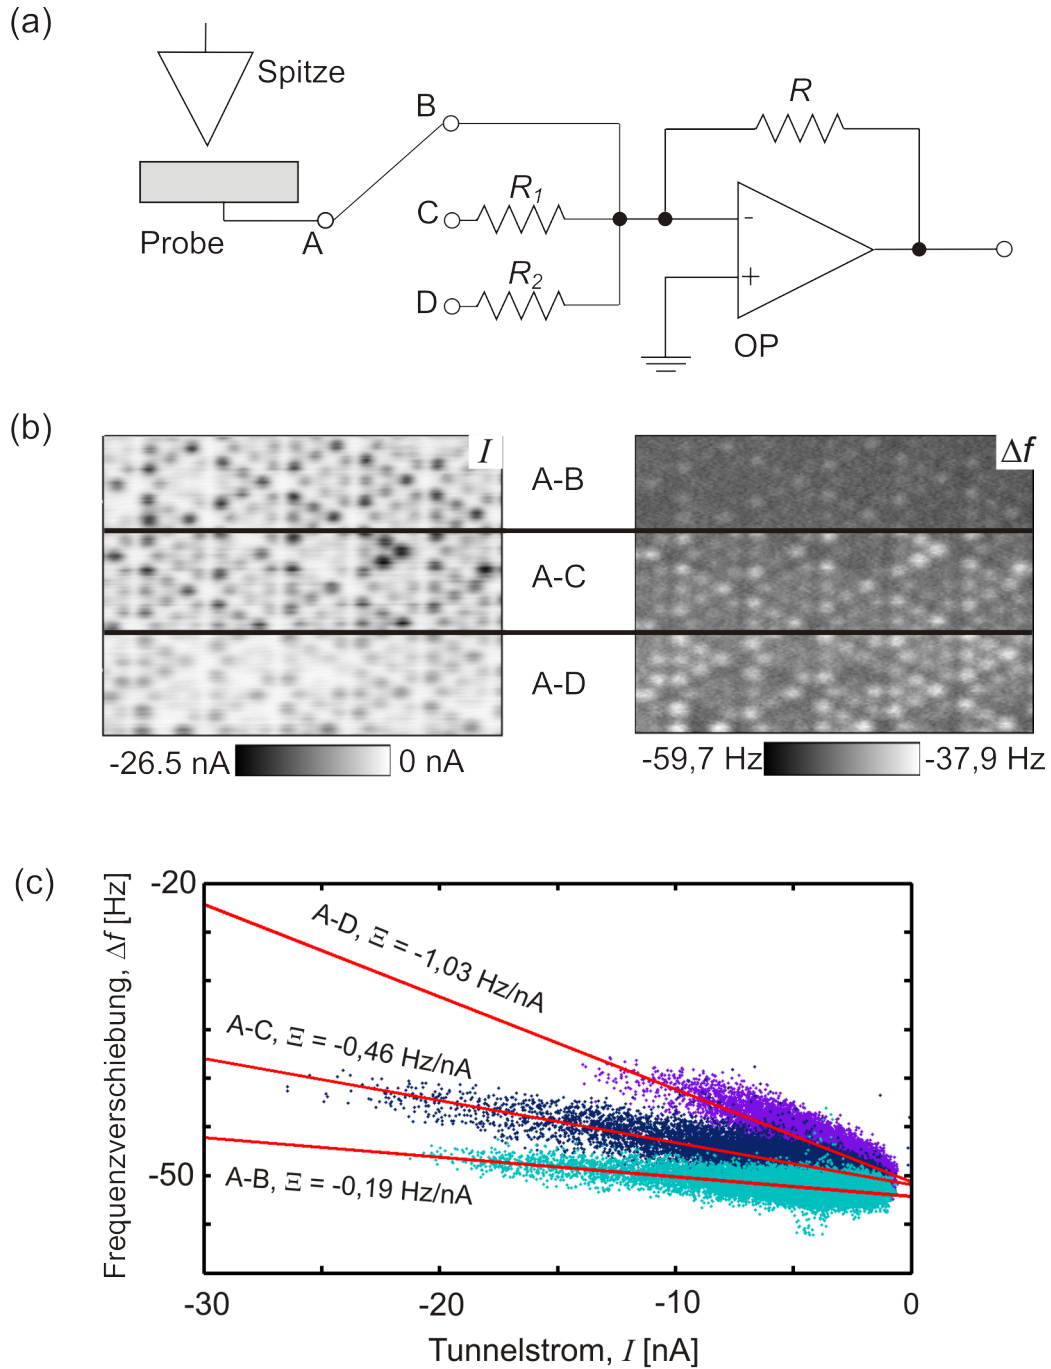 (a)
Spitze
Probe
A
B
C
D
R1
R2
R
-
+
OP
(b)
I
Δf
A-B
A-C
A-D
-26.5 nA
0 nA
-59,7 Hz
-37,9 Hz
(c)
Frequenzverschiebung, Δf [Hz]
-20
-50
A-D, Ξ = -1,03 Hz/nA
A-C, Ξ = -0,46 Hz/nA
A-B, Ξ = -0,19 Hz/nA
-30
-20
-10
0
Tunnelstrom, I [nA]